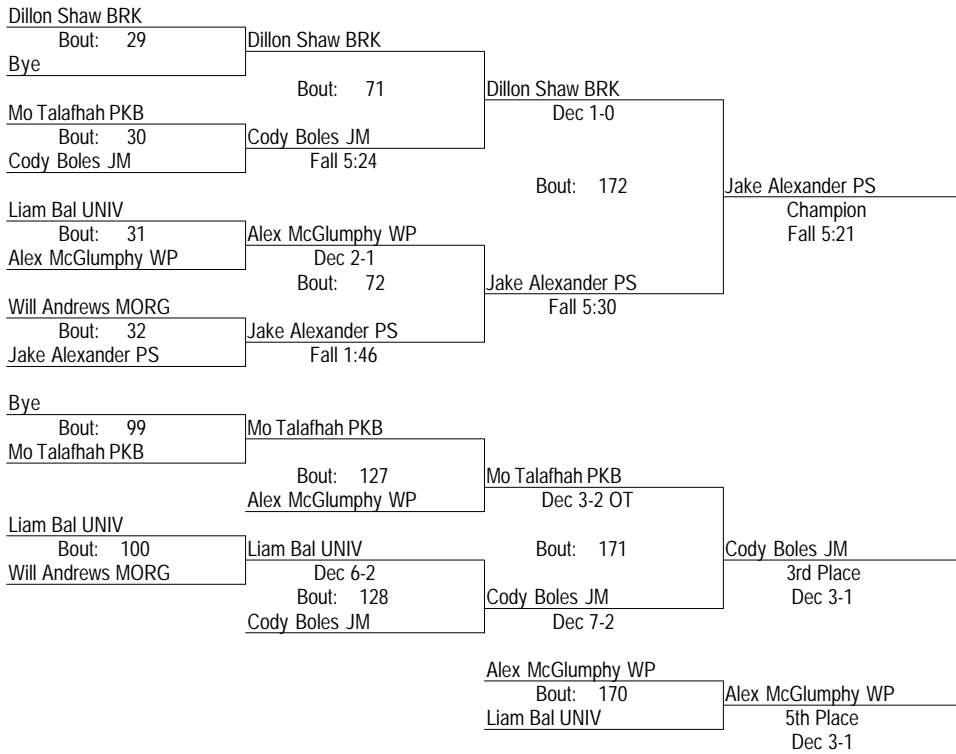 Dillon Shaw BRK
Bout: 29
Bye
Dillon Shaw BRK
Bout: 71
Mo Talafhah PKB
Bout: 30
Cody Boles JM
Cody Boles JM
Fall 5:24
Dillon Shaw BRK
Dec 1-0
Bout: 172
Liam Bal UNIV
Bout: 31
Alex McGlumphy WP
Alex McGlumphy WP
Dec 2-1
Bout: 72
Will Andrews MORG
Bout: 32
Jake Alexander PS
Jake Alexander PS
Fall 1:46
Jake Alexander PS
Fall 5:30
Jake Alexander PS
Champion
Fall 5:21
Bye
Bout: 99
Mo Talafhah PKB
Mo Talafhah PKB
Bout: 127
Alex McGlumphy WP
Mo Talafhah PKB
Dec 3-2 OT
Bout: 171
Liam Bal UNIV
Bout: 100
Will Andrews MORG
Liam Bal UNIV
Dec 6-2
Bout: 128
Cody Boles JM
Cody Boles JM
Dec 7-2
Cody Boles JM
3rd Place
Dec 3-1
Alex McGlumphy WP
Bout: 170
Liam Bal UNIV
Alex McGlumphy WP
5th Place
Dec 3-1